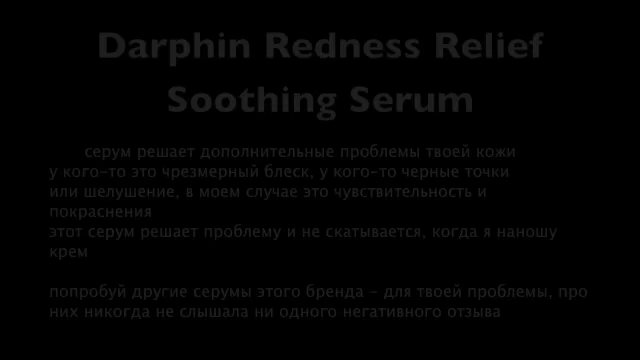 Darphin Redness Relief
Soothing Serum
серум решает дополнительные проблемы твоей кожи
у кого-то это чрезмерный блеск, у кого-то черные точки
или шелушение, в моем случае это чувствительность и
покраснения
этот серум решает проблему и не скатывается, когда я наношу
крем
попробуй другие серумы этого бренда – для твоей проблемы, про
них никогда не слышала ни одного негативного отзыва